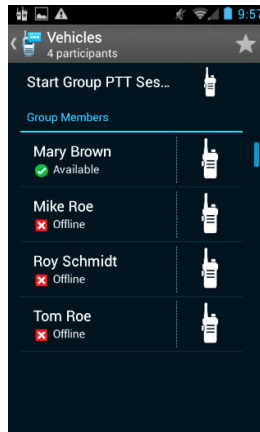 9:57
Vehicles
4 participants
Start Group PTT Ses...
Group Members
Mary Brown
Available
Mike Roe
Offline
Roy Schmidt
Offline
Tom Roe
Offline